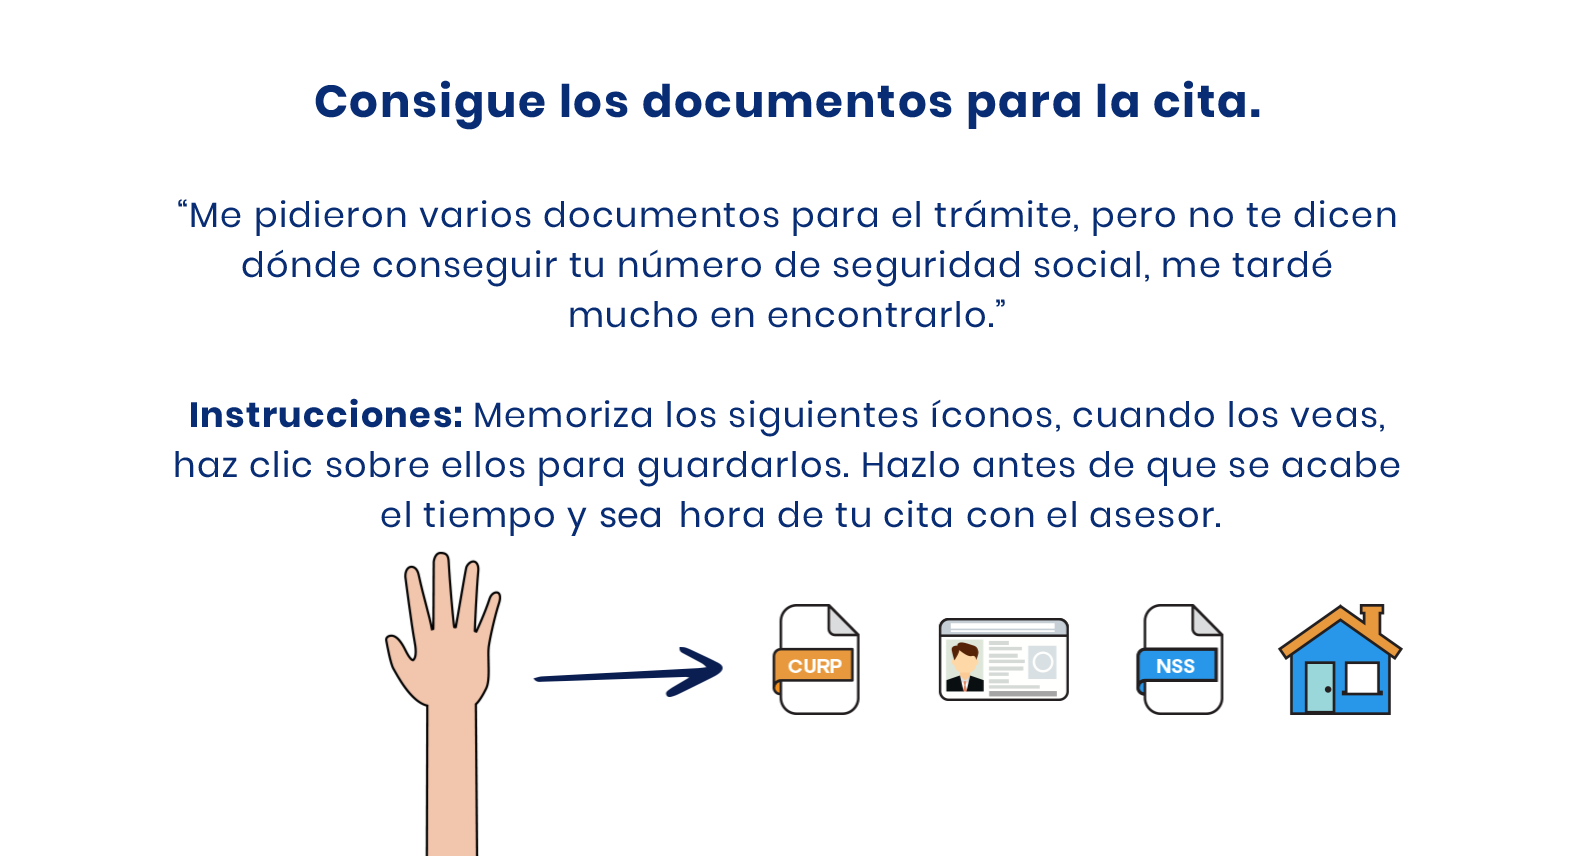 Consigue los documentos para la cita.
“Me pidieron varios documentos para el trámite, pero no te dicen
dónde conseguir tu número de seguridad social, me tardé
mucho en encontrarlo.”
Instrucciones: Memoriza los siguientes íconos, cuando los veas,
haz clic sobre ellos para guardarlos. Hazlo antes de que se acabe
el tiempo y sea hora de tu cita con el asesor.
CURP
NSS